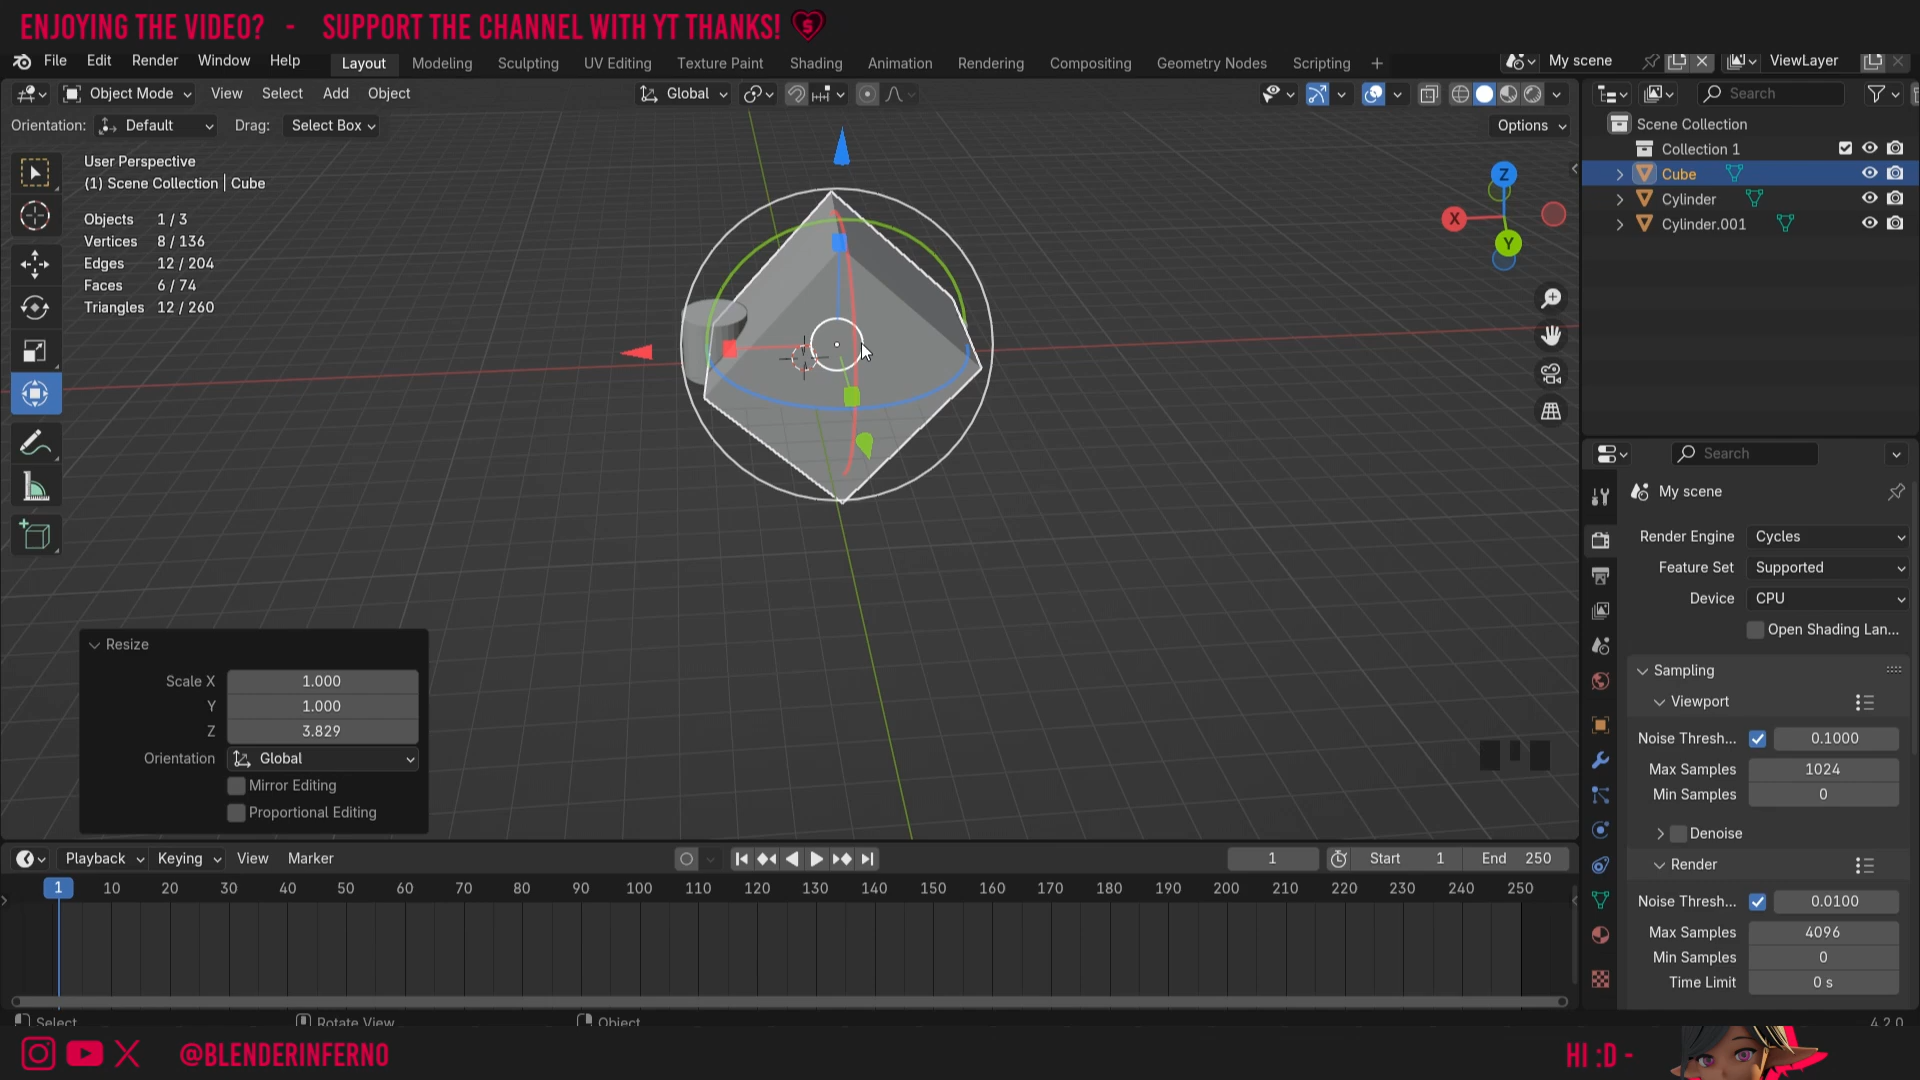 ENJOYING THE VIDEO? - SUPPORT THE CHANNEL WITH YT THANKS!
File Edit Render Window Help Layout Modeling Sculpting UV Editing Texture Paint Shading Animation Rendering Compositing Geometry Nodes Scripting + My scene ViewLayer
Object Mode View Select Add Object Global Search
Orientation: Default Drag: Select Box Options
Scene Collection
Collection 1
Cube
Cylinder
Cylinder.001
User Perspective
(1) Scene Collection | Cube
Objects 1 / 3
Vertices 8 / 136
Edges 12 / 204
Faces 6 / 74
Triangles 12 / 260
Z
X
Y
Search
My scene
Render Engine Cycles
Feature Set Supported
Device CPU
Open Shading Lan...
Sampling
Viewport
Noise Thresh... 0.1000
Max Samples 1024
Min Samples 0
Denoise
Render
Noise Thresh... 0.0100
Max Samples 4096
Min Samples 0
Time Limit 0 s
Resize
Scale X 1.000
Y 1.000
Z 3.829
Orientation Global
Mirror Editing
Proportional Editing
Playback Keying View Marker 1 Start 1 End 250
1 10 20 30 40 50 60 70 80 90 100 110 120 130 140 150 160 170 180 190 200 210 220 230 240 250
Select Rotate View Object 4.2.0
@BLENDERINFERNO
HI :D -